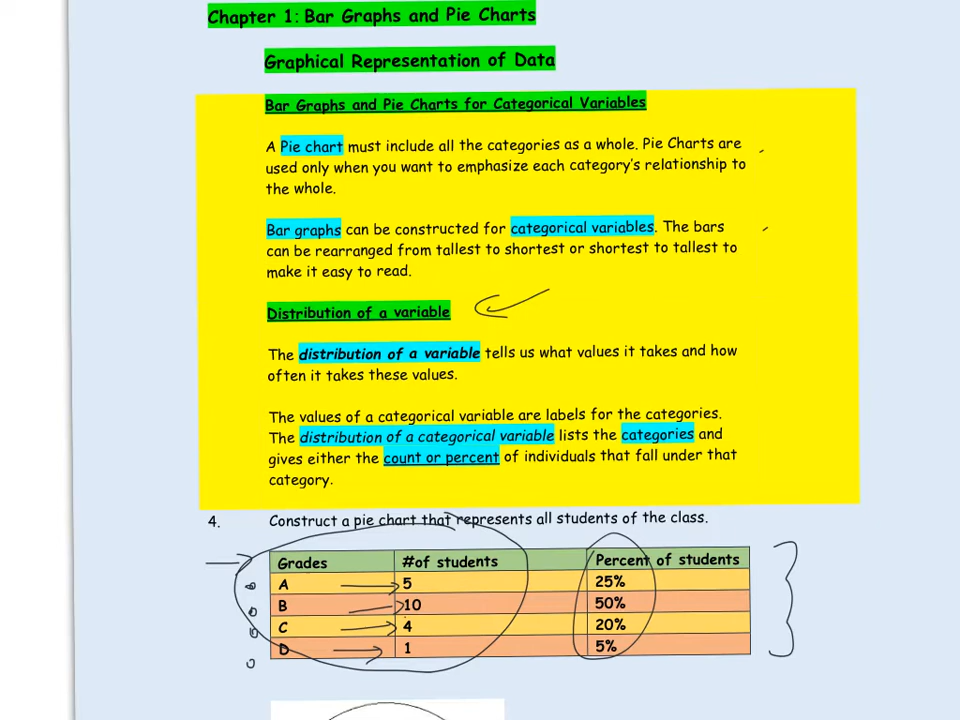 Chapter 1: Bar Graphs and Pie Charts
Graphical Representation of Data
Bar Graphs and Pie Charts for Categorical Variables
A Pie chart must include all the categories as a whole. Pie Charts are
used only when you want to emphasize each category's relationship to
the whole.
Bar graphs can be constructed for categorical variables. The bars
can be rearranged from tallest to shortest or shortest to tallest to
make it easy to read.
Distribution of a variable
The distribution of a variable tells us what values it takes and how
often it takes these values.
The values of a categorical variable are labels for the categories.
The distribution of a categorical variable lists the categories and
gives either the count or percent of individuals that fall under that
category.
4. Construct a pie chart that represents all students of the class.
Grades #of students Percent of students
A 5 25%
B 10 50%
C 4 20%
D 1 5%